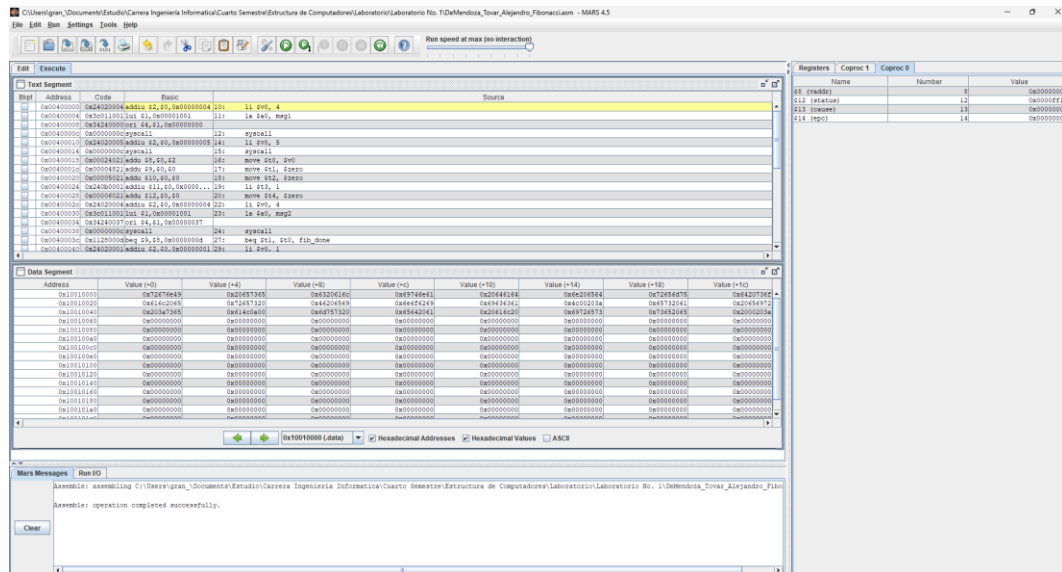 C:\Users\gran_\Documents\Estudio\Carrera Ingeniería Informatica\Cuarto Semestre\Estructura de Computadores\Laboratorio\Laboratorio No. 1\DeMendoza_Tovar_Alejandro_Fibonacci.asm - MARS 4.5
File Edit Run Settings Tools Help
Run speed at max (no interaction)
Edit Execute
Text Segment
Bkpt Address Code Basic Source
0x00400000 0x24020004 addiu $2,$0,0x00000004 10: li $v0, 4
0x00400004 0x3c011001 lui $1,0x00001001 11: la $a0, msg1
0x00400008 0x34240000 ori $4,$1,0x00000000
0x0040000c 0x0000000c syscall 12: syscall
0x00400010 0x24020005 addiu $2,$0,0x00000005 14: li $v0, 5
0x00400014 0x0000000c syscall 15: syscall
0x00400018 0x00024021 addu $8,$0,$2 16: move $t0, $v0
0x0040001c 0x00004821 addu $9,$0,$0 17: move $t1, $zero
0x00400020 0x00005021 addu $10,$0,$0 18: move $t2, $zero
0x00400024 0x240b0001 addiu $11,$0,0x0000... 19: li $t3, 1
0x00400028 0x00006021 addu $12,$0,$0 20: move $t4, $zero
0x0040002c 0x24020004 addiu $2,$0,0x00000004 22: li $v0, 4
0x00400030 0x3c011001 lui $1,0x00001001 23: la $a0, msg2
0x00400034 0x34240037 ori $4,$1,0x00000037
0x00400038 0x0000000c syscall 24: syscall
0x0040003c 0x1128000d beq $9,$8,0x0000000d 27: beq $t1, $t0, fib_done
0x00400040 0x24020001 addiu $2,$0,0x00000001 29: li $v0, 1
Data Segment
Address Value (+0) Value (+4) Value (+8) Value (+c) Value (+10) Value (+14) Value (+18) Value (+1c)
0x10010000 0x72676e49 0x20657365 0x6320616c 0x69746e61 0x20646164 0x6e206564 0x72656d75 0x6420736f
0x10010020 0x616c2065 0x72657320 0x46206569 0x6e6f6269 0x69636361 0x4c00203a 0x65732061 0x20656972
0x10010040 0x203a7365 0x614c0a00 0x6d757320 0x65642061 0x20616c20 0x69726573 0x73652065 0x2000203a
0x10010060 0x00000000 0x00000000 0x00000000 0x00000000 0x00000000 0x00000000 0x00000000 0x00000000
0x10010080 0x00000000 0x00000000 0x00000000 0x00000000 0x00000000 0x00000000 0x00000000 0x00000000
0x100100a0 0x00000000 0x00000000 0x00000000 0x00000000 0x00000000 0x00000000 0x00000000 0x00000000
0x100100c0 0x00000000 0x00000000 0x00000000 0x00000000 0x00000000 0x00000000 0x00000000 0x00000000
0x100100e0 0x00000000 0x00000000 0x00000000 0x00000000 0x00000000 0x00000000 0x00000000 0x00000000
0x10010100 0x00000000 0x00000000 0x00000000 0x00000000 0x00000000 0x00000000 0x00000000 0x00000000
0x10010120 0x00000000 0x00000000 0x00000000 0x00000000 0x00000000 0x00000000 0x00000000 0x00000000
0x10010140 0x00000000 0x00000000 0x00000000 0x00000000 0x00000000 0x00000000 0x00000000 0x00000000
0x10010160 0x00000000 0x00000000 0x00000000 0x00000000 0x00000000 0x00000000 0x00000000 0x00000000
0x10010180 0x00000000 0x00000000 0x00000000 0x00000000 0x00000000 0x00000000 0x00000000 0x00000000
0x100101a0 0x00000000 0x00000000 0x00000000 0x00000000 0x00000000 0x00000000 0x00000000 0x00000000
0x10010000 (.data) Hexadecimal Addresses Hexadecimal Values ASCII
Mars Messages Run I/O
Assemble: assembling C:\Users\gran_\Documents\Estudio\Carrera Ingeniería Informatica\Cuarto Semestre\Estructura de Computadores\Laboratorio\Laboratorio No. 1\DeMendoza_Tovar_Alejandro_Fibo
Assemble: operation completed successfully.
Clear
Registers Coproc 1 Coproc 0
Name Number Value
$8 (vaddr) 8 0x0000000
$12 (status) 12 0x0000ff1
$13 (cause) 13 0x0000000
$14 (epc) 14 0x0000000